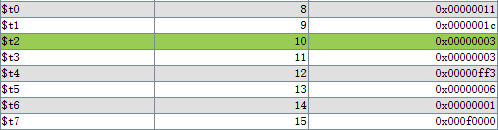 $t0 8 0x00000011
$t1 9 0x0000001c
$t2 10 0x00000003
$t3 11 0x00000003
$t4 12 0x00000ff3
$t5 13 0x00000006
$t6 14 0x00000001
$t7 15 0x000f0000